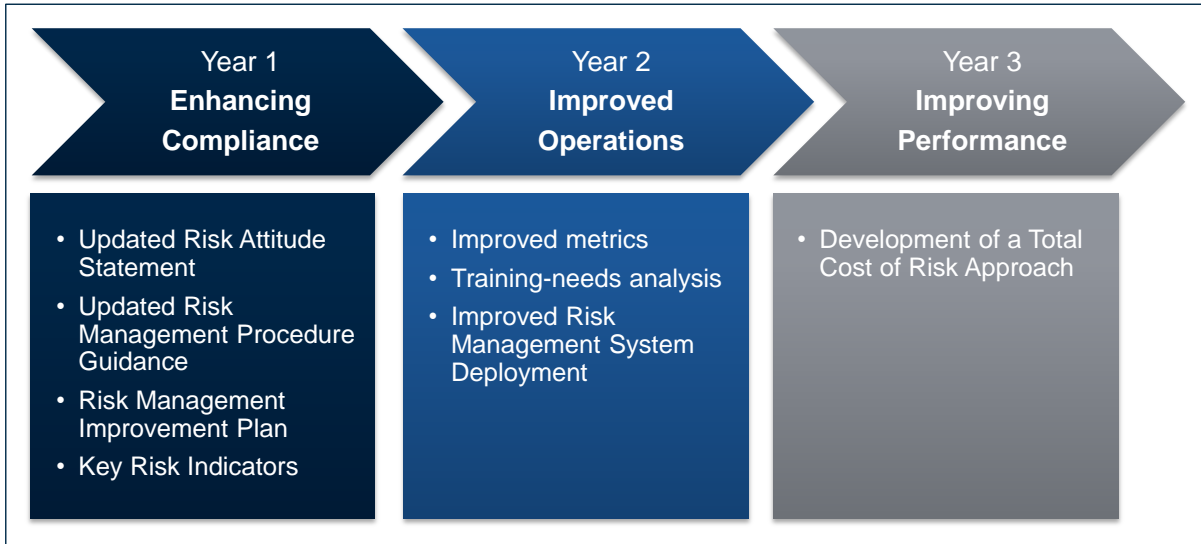 Year 1
Enhancing
Compliance
Year 2
Improved
Operations
Year 3
Improving
Performance
• Updated Risk Attitude
Statement
• Updated Risk
Management Procedure
Guidance
• Risk Management
Improvement Plan
• Key Risk Indicators
• Improved metrics
• Training-needs analysis
• Improved Risk
Management System
Deployment
• Development of a Total
Cost of Risk Approach